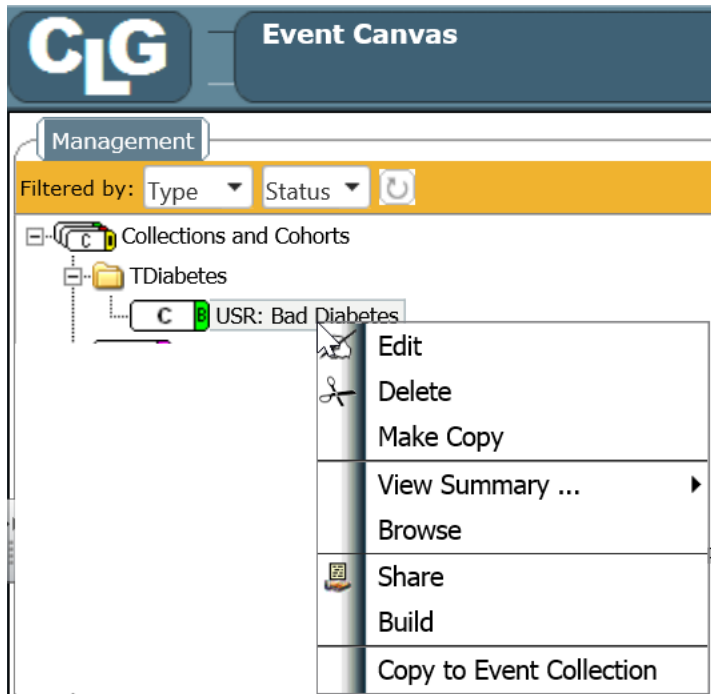 CLG Event Canvas
Management
Filtered by: Type Status
C Collections and Cohorts
TDiabetes
C B USR: Bad Diabetes
Edit
Delete
Make Copy
View Summary ...
Browse
Share
Build
Copy to Event Collection